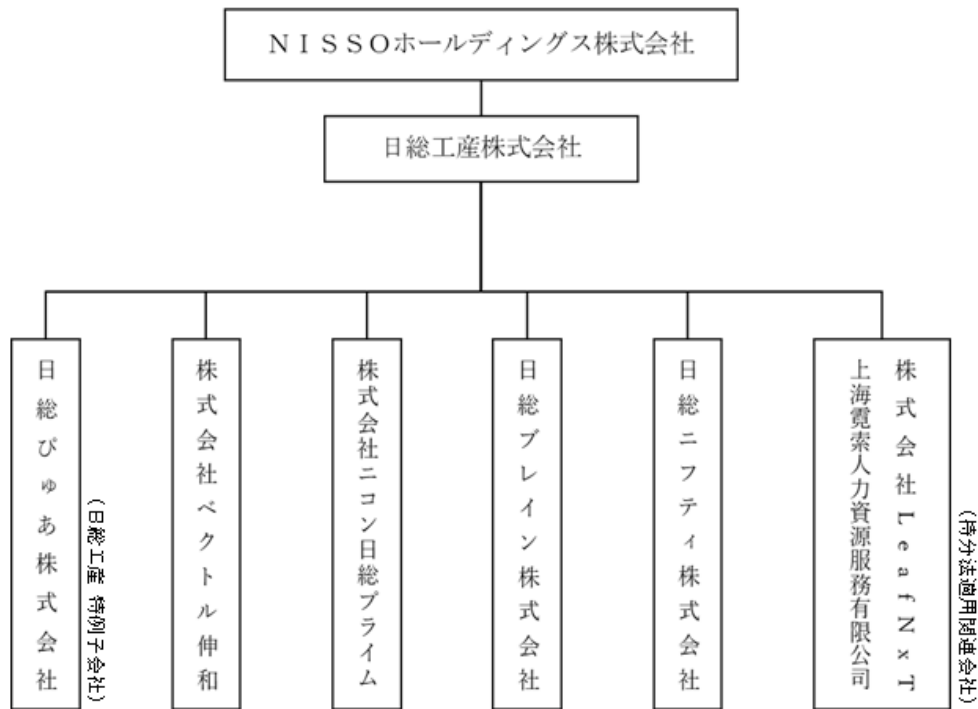 ＮＩＳＳＯホールディングス株式会社
日総工産株式会社
日総ぴゅあ株式会社
(日総工産 特例子会社)
株式会社ベクトル伸和
株式会社ニコン日総プライム
日総ブレイン株式会社
日総ニフティ株式会社
株式会社ＬｅａｆＮｘＴ
上海霓索人力資源服務有限公司
(持分法適用関連会社)